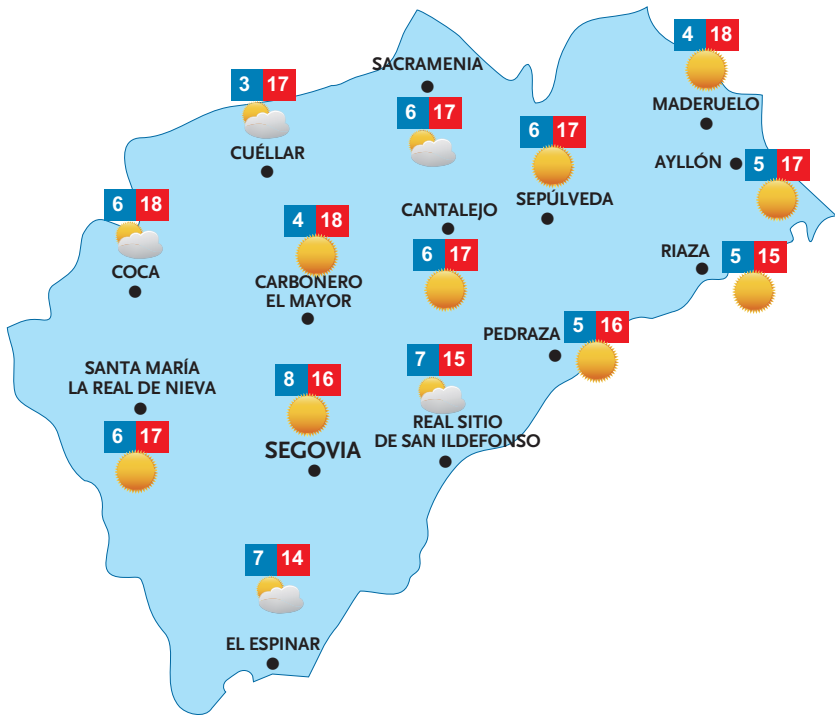 4 18
MADERUELO
SACRAMENIA
6 17
3 17
CUÉLLAR
6 17
SEPÚLVEDA
AYLLÓN
5 17
6 18
COCA
4 18
CARBONERO
EL MAYOR
CANTALEJO
6 17
RIAZA
5 15
PEDRAZA
5 16
SANTA MARÍA
LA REAL DE NIEVA
6 17
8 16
SEGOVIA
7 15
REAL SITIO
DE SAN ILDEFONSO
7 14
EL ESPINAR